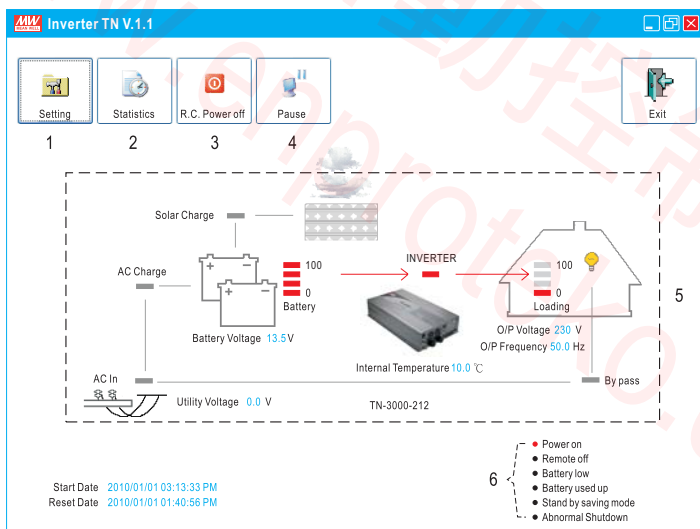 MW
MEAN WELL
Inverter TN V.1.1
Setting
Statistics
R.C. Power off
Pause
Exit
1
2
3
4
Solar Charge
AC Charge
100
0
Battery
INVERTER
100
0
Loading
5
Battery Voltage 13.5 V
O/P Voltage 230 V
O/P Frequency 50.0 Hz
Internal Temperature 10.0 ℃
AC In
By pass
Utility Voltage 0.0 V
TN-3000-212
6
Power on
Remote off
Battery low
Battery used up
Stand by saving mode
Abnormal Shutdown
Start Date 2010/01/01 03:13:33 PM
Reset Date 2010/01/01 01:40:56 PM